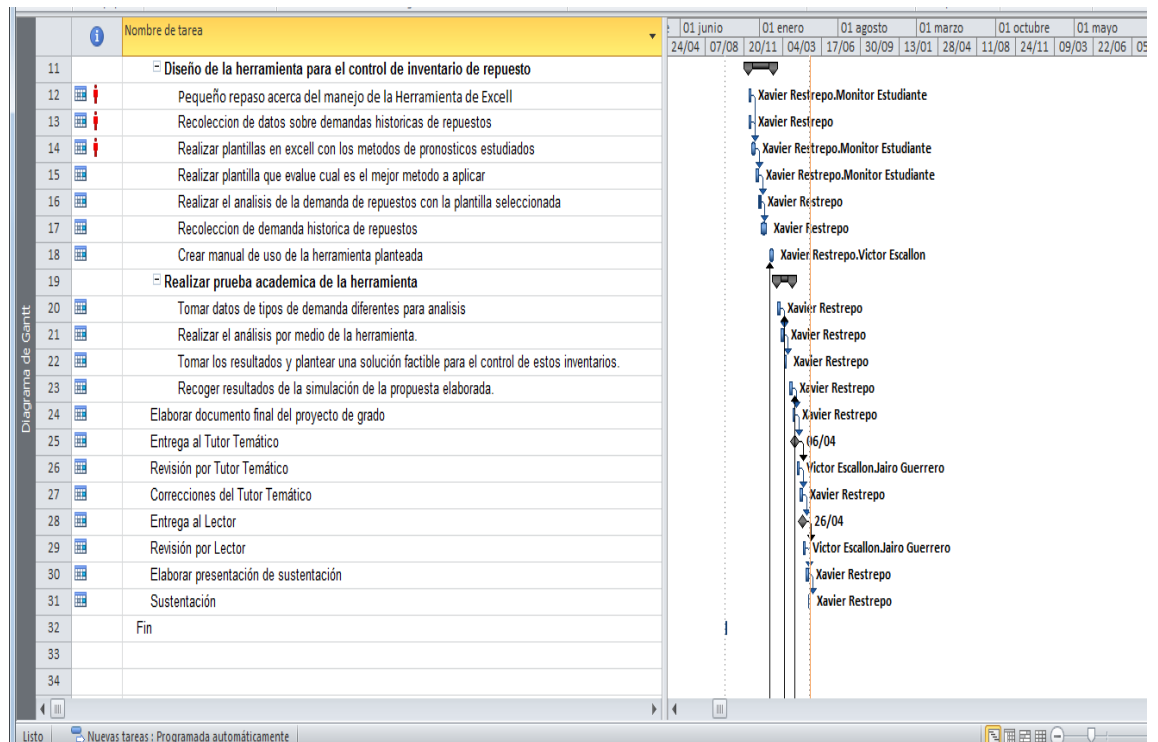 Nombre de tarea
01 junio 01 enero 01 agosto 01 marzo 01 octubre 01 mayo
24/04 07/08 20/11 04/03 17/06 30/09 13/01 28/04 11/08 24/11 09/03 22/06 05
Diagrama de Gantt
11 Diseño de la herramienta para el control de inventario de repuesto
12 Pequeño repaso acerca del manejo de la Herramienta de Excell Xavier Restrepo.Monitor Estudiante
13 Recoleccion de datos sobre demandas historicas de repuestos Xavier Restrepo
14 Realizar plantillas en excell con los metodos de pronosticos estudiados Xavier Restrepo.Monitor Estudiante
15 Realizar plantilla que evalue cual es el mejor metodo a aplicar Xavier Restrepo.Monitor Estudiante
16 Realizar el analisis de la demanda de repuestos con la plantilla seleccionada Xavier Restrepo
17 Recoleccion de demanda historica de repuestos Xavier Restrepo
18 Crear manual de uso de la herramienta planteada Xavier Restrepo.Victor Escallon
19 Realizar prueba academica de la herramienta
20 Tomar datos de tipos de demanda diferentes para analisis Xavier Restrepo
21 Realizar el análisis por medio de la herramienta. Xavier Restrepo
22 Tomar los resultados y plantear una solución factible para el control de estos inventarios. Xavier Restrepo
23 Recoger resultados de la simulación de la propuesta elaborada. Xavier Restrepo
24 Elaborar documento final del proyecto de grado Xavier Restrepo
25 Entrega al Tutor Temático 06/04
26 Revisión por Tutor Temático Victor Escallon.Jairo Guerrero
27 Correcciones del Tutor Temático Xavier Restrepo
28 Entrega al Lector 26/04
29 Revisión por Lector Victor Escallon.Jairo Guerrero
30 Elaborar presentación de sustentación Xavier Restrepo
31 Sustentación Xavier Restrepo
32 Fin
33
34
Listo Nuevas tareas : Programada automáticamente